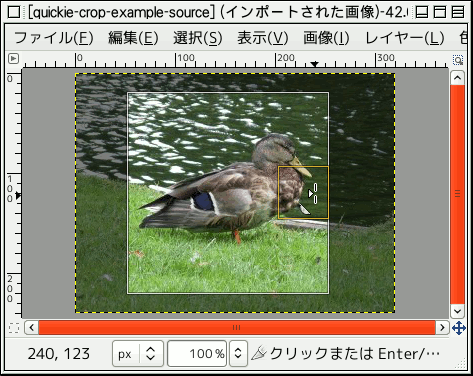 [quickie-crop-example-source] (インポートされた画像)-42.
ファイル(F) 編集(E) 選択(S) 表示(V) 画像(I) レイヤー(L) 色
0 100 200 300
0
100
200
240, 123 px 100% クリックまたは Enter/…